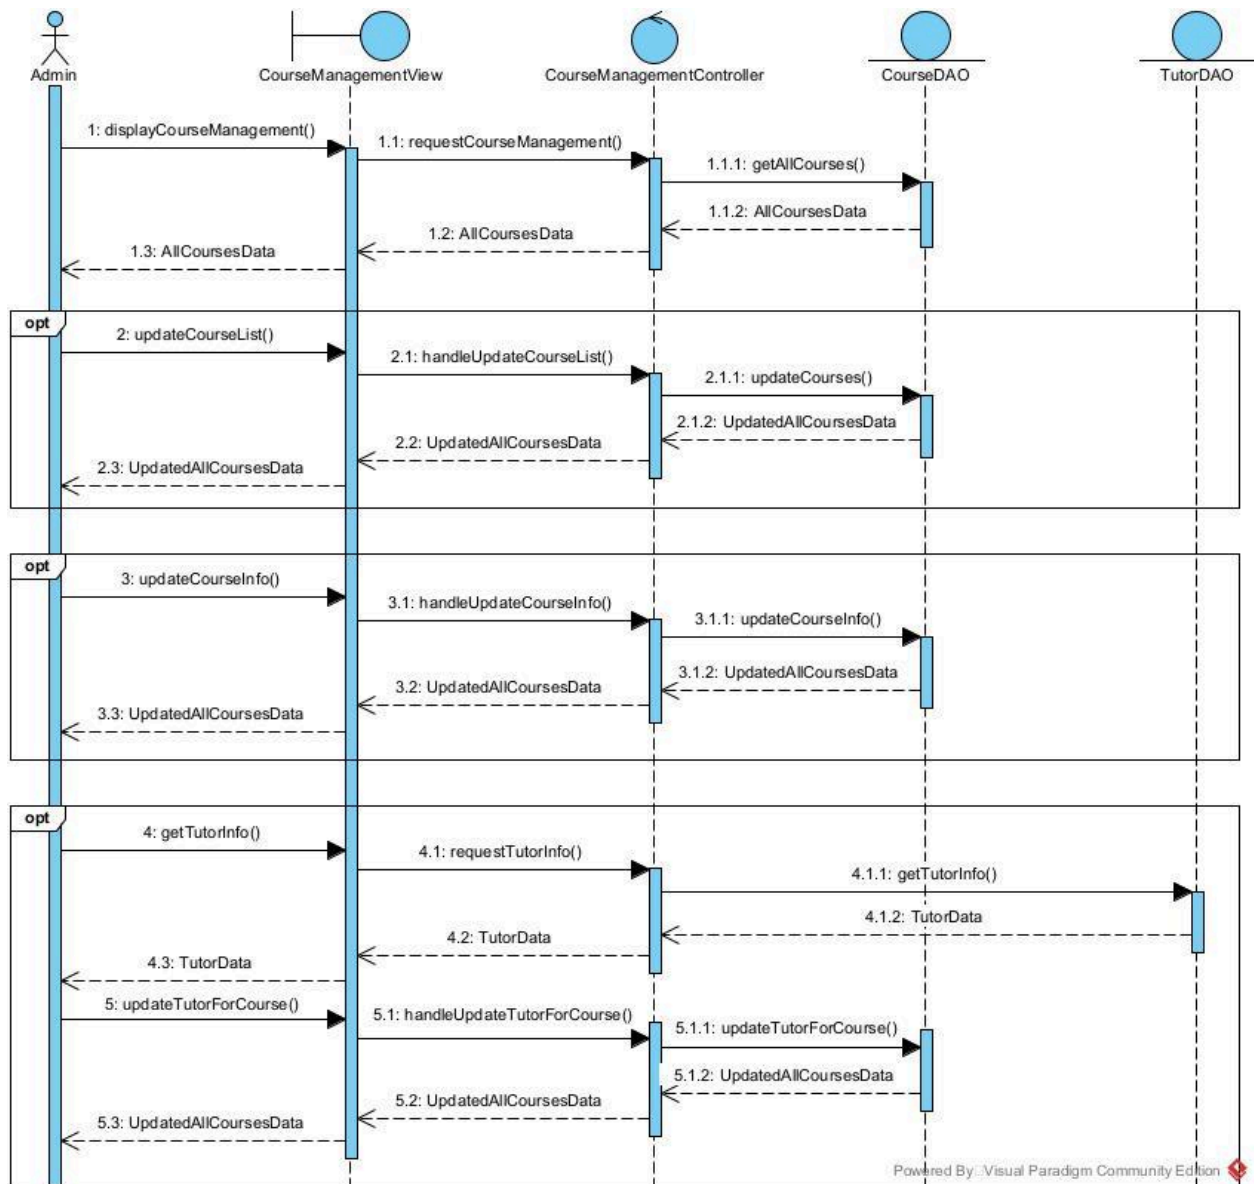 Admin
CourseManagementView
CourseManagementController
CourseDAO
TutorDAO
1: displayCourseManagement()
1.1: requestCourseManagement()
1.1.1: getAllCourses()
1.1.2: AllCoursesData
1.2: AllCoursesData
1.3: AllCoursesData
opt
2: updateCourseList()
2.1: handleUpdateCourseList()
2.1.1: updateCourses()
2.1.2: UpdatedAllCoursesData
2.2: UpdatedAllCoursesData
2.3: UpdatedAllCoursesData
opt
3: updateCourseInfo()
3.1: handleUpdateCourseInfo()
3.1.1: updateCourseInfo()
3.1.2: UpdatedAllCoursesData
3.2: UpdatedAllCoursesData
3.3: UpdatedAllCoursesData
opt
4: getTutorInfo()
4.1: requestTutorInfo()
4.1.1: getTutorInfo()
4.1.2: TutorData
4.2: TutorData
4.3: TutorData
5: updateTutorForCourse()
5.1: handleUpdateTutorForCourse()
5.1.1: updateTutorForCourse()
5.1.2: UpdatedAllCoursesData
5.2: UpdatedAllCoursesData
5.3: UpdatedAllCoursesData
Powered By Visual Paradigm Community Edition